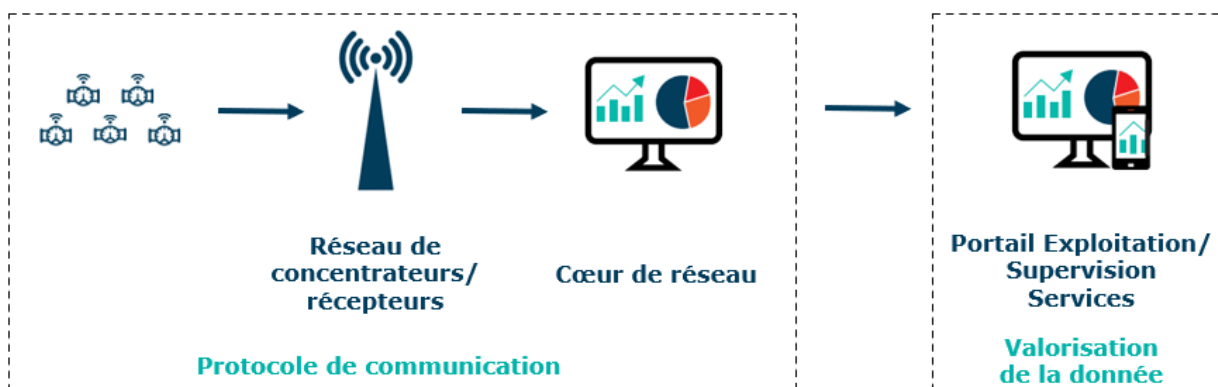 Réseau de
concentrateurs/
récepteurs
Cœur de réseau
Protocole de communication
Portail Exploitation/
Supervision
Services
Valorisation
de la donnée